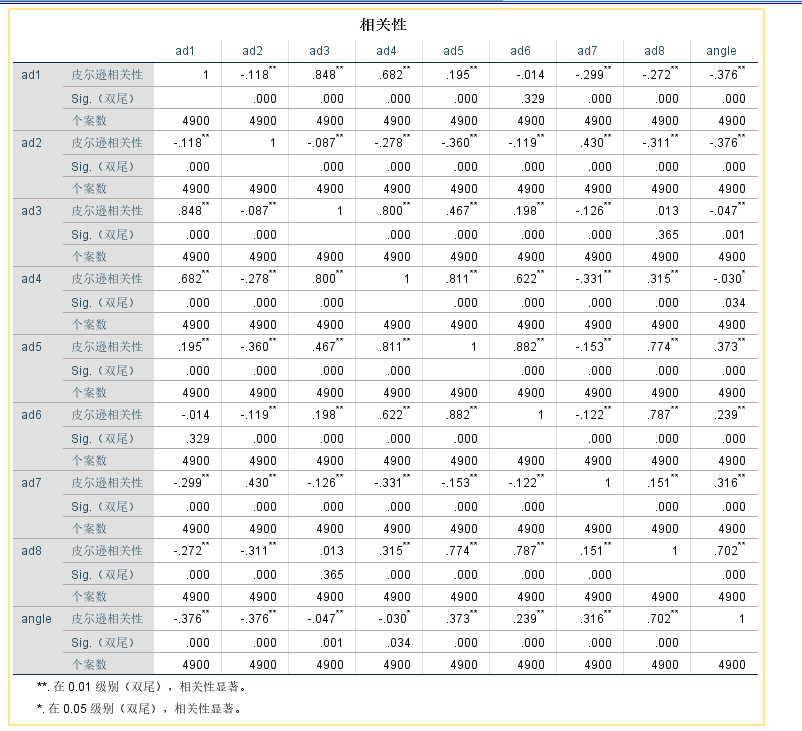 相关性
ad1 ad2 ad3 ad4 ad5 ad6 ad7 ad8 angle
ad1 皮尔逊相关性 1 -.118** .848** .682** .195** -.014 -.299** -.272** -.376**
Sig.（双尾） .000 .000 .000 .000 .329 .000 .000 .000
个案数 4900 4900 4900 4900 4900 4900 4900 4900 4900
ad2 皮尔逊相关性 -.118** 1 -.087** -.278** -.360** -.119** .430** -.311** -.376**
Sig.（双尾） .000 .000 .000 .000 .000 .000 .000 .000
个案数 4900 4900 4900 4900 4900 4900 4900 4900 4900
ad3 皮尔逊相关性 .848** -.087** 1 .800** .467** .198** -.126** .013 -.047**
Sig.（双尾） .000 .000 .000 .000 .000 .000 .365 .001
个案数 4900 4900 4900 4900 4900 4900 4900 4900 4900
ad4 皮尔逊相关性 .682** -.278** .800** 1 .811** .622** -.331** .315** -.030*
Sig.（双尾） .000 .000 .000 .000 .000 .000 .000 .034
个案数 4900 4900 4900 4900 4900 4900 4900 4900 4900
ad5 皮尔逊相关性 .195** -.360** .467** .811** 1 .882** -.153** .774** .373**
Sig.（双尾） .000 .000 .000 .000 .000 .000 .000 .000
个案数 4900 4900 4900 4900 4900 4900 4900 4900 4900
ad6 皮尔逊相关性 -.014 -.119** .198** .622** .882** 1 -.122** .787** .239**
Sig.（双尾） .329 .000 .000 .000 .000 .000 .000 .000
个案数 4900 4900 4900 4900 4900 4900 4900 4900 4900
ad7 皮尔逊相关性 -.299** .430** -.126** -.331** -.153** -.122** 1 .151** .316**
Sig.（双尾） .000 .000 .000 .000 .000 .000 .000 .000
个案数 4900 4900 4900 4900 4900 4900 4900 4900 4900
ad8 皮尔逊相关性 -.272** -.311** .013 .315** .774** .787** .151** 1 .702**
Sig.（双尾） .000 .000 .365 .000 .000 .000 .000 .000
个案数 4900 4900 4900 4900 4900 4900 4900 4900 4900
angle 皮尔逊相关性 -.376** -.376** -.047** -.030* .373** .239** .316** .702** 1
Sig.（双尾） .000 .000 .001 .034 .000 .000 .000 .000
个案数 4900 4900 4900 4900 4900 4900 4900 4900 4900
**. 在 0.01 级别（双尾），相关性显著。
*. 在 0.05 级别（双尾），相关性显著。